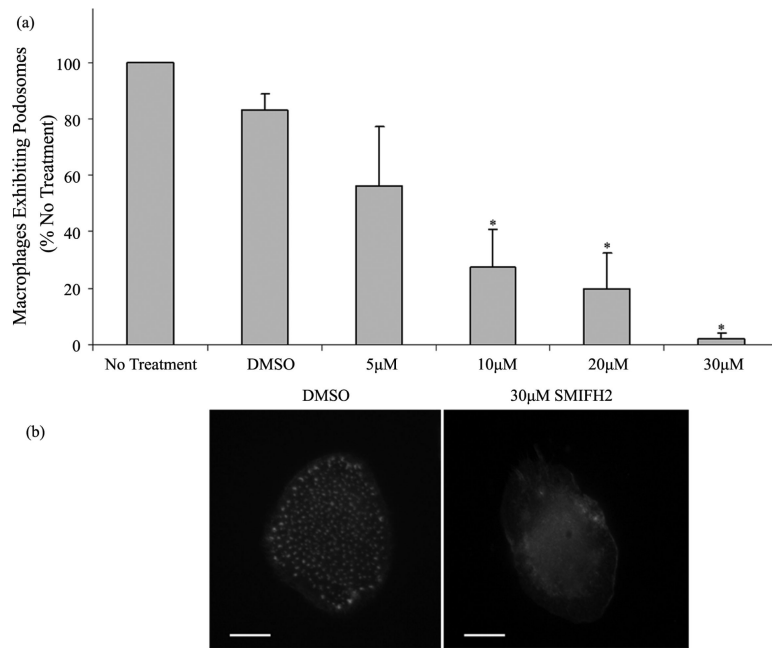 (a)
Macrophages Exhibiting Podosomes
(% No Treatment)
100
80
60
40
20
0
*
*
*
No Treatment
DMSO
5μM
10μM
20μM
30μM
(b)
DMSO
30μM SMIFH2